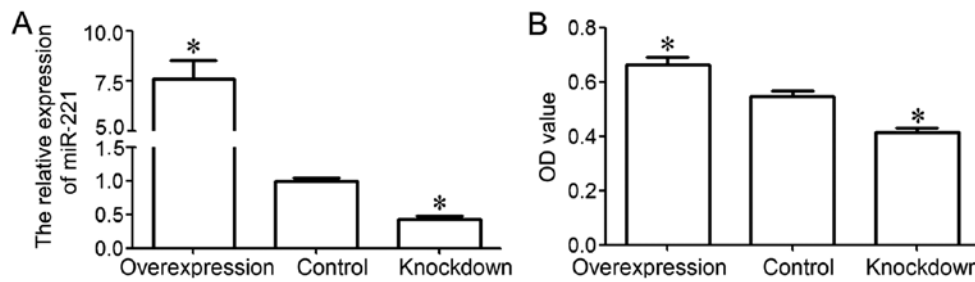 A
The relative expression
of miR-221
10.0
7.5
5.0
1.5
1.0
0.5
0.0
*
*
Overexpression Control Knockdown
B
OD value
0.8
0.6
0.4
0.2
0.0
*
*
Overexpression Control Knockdown